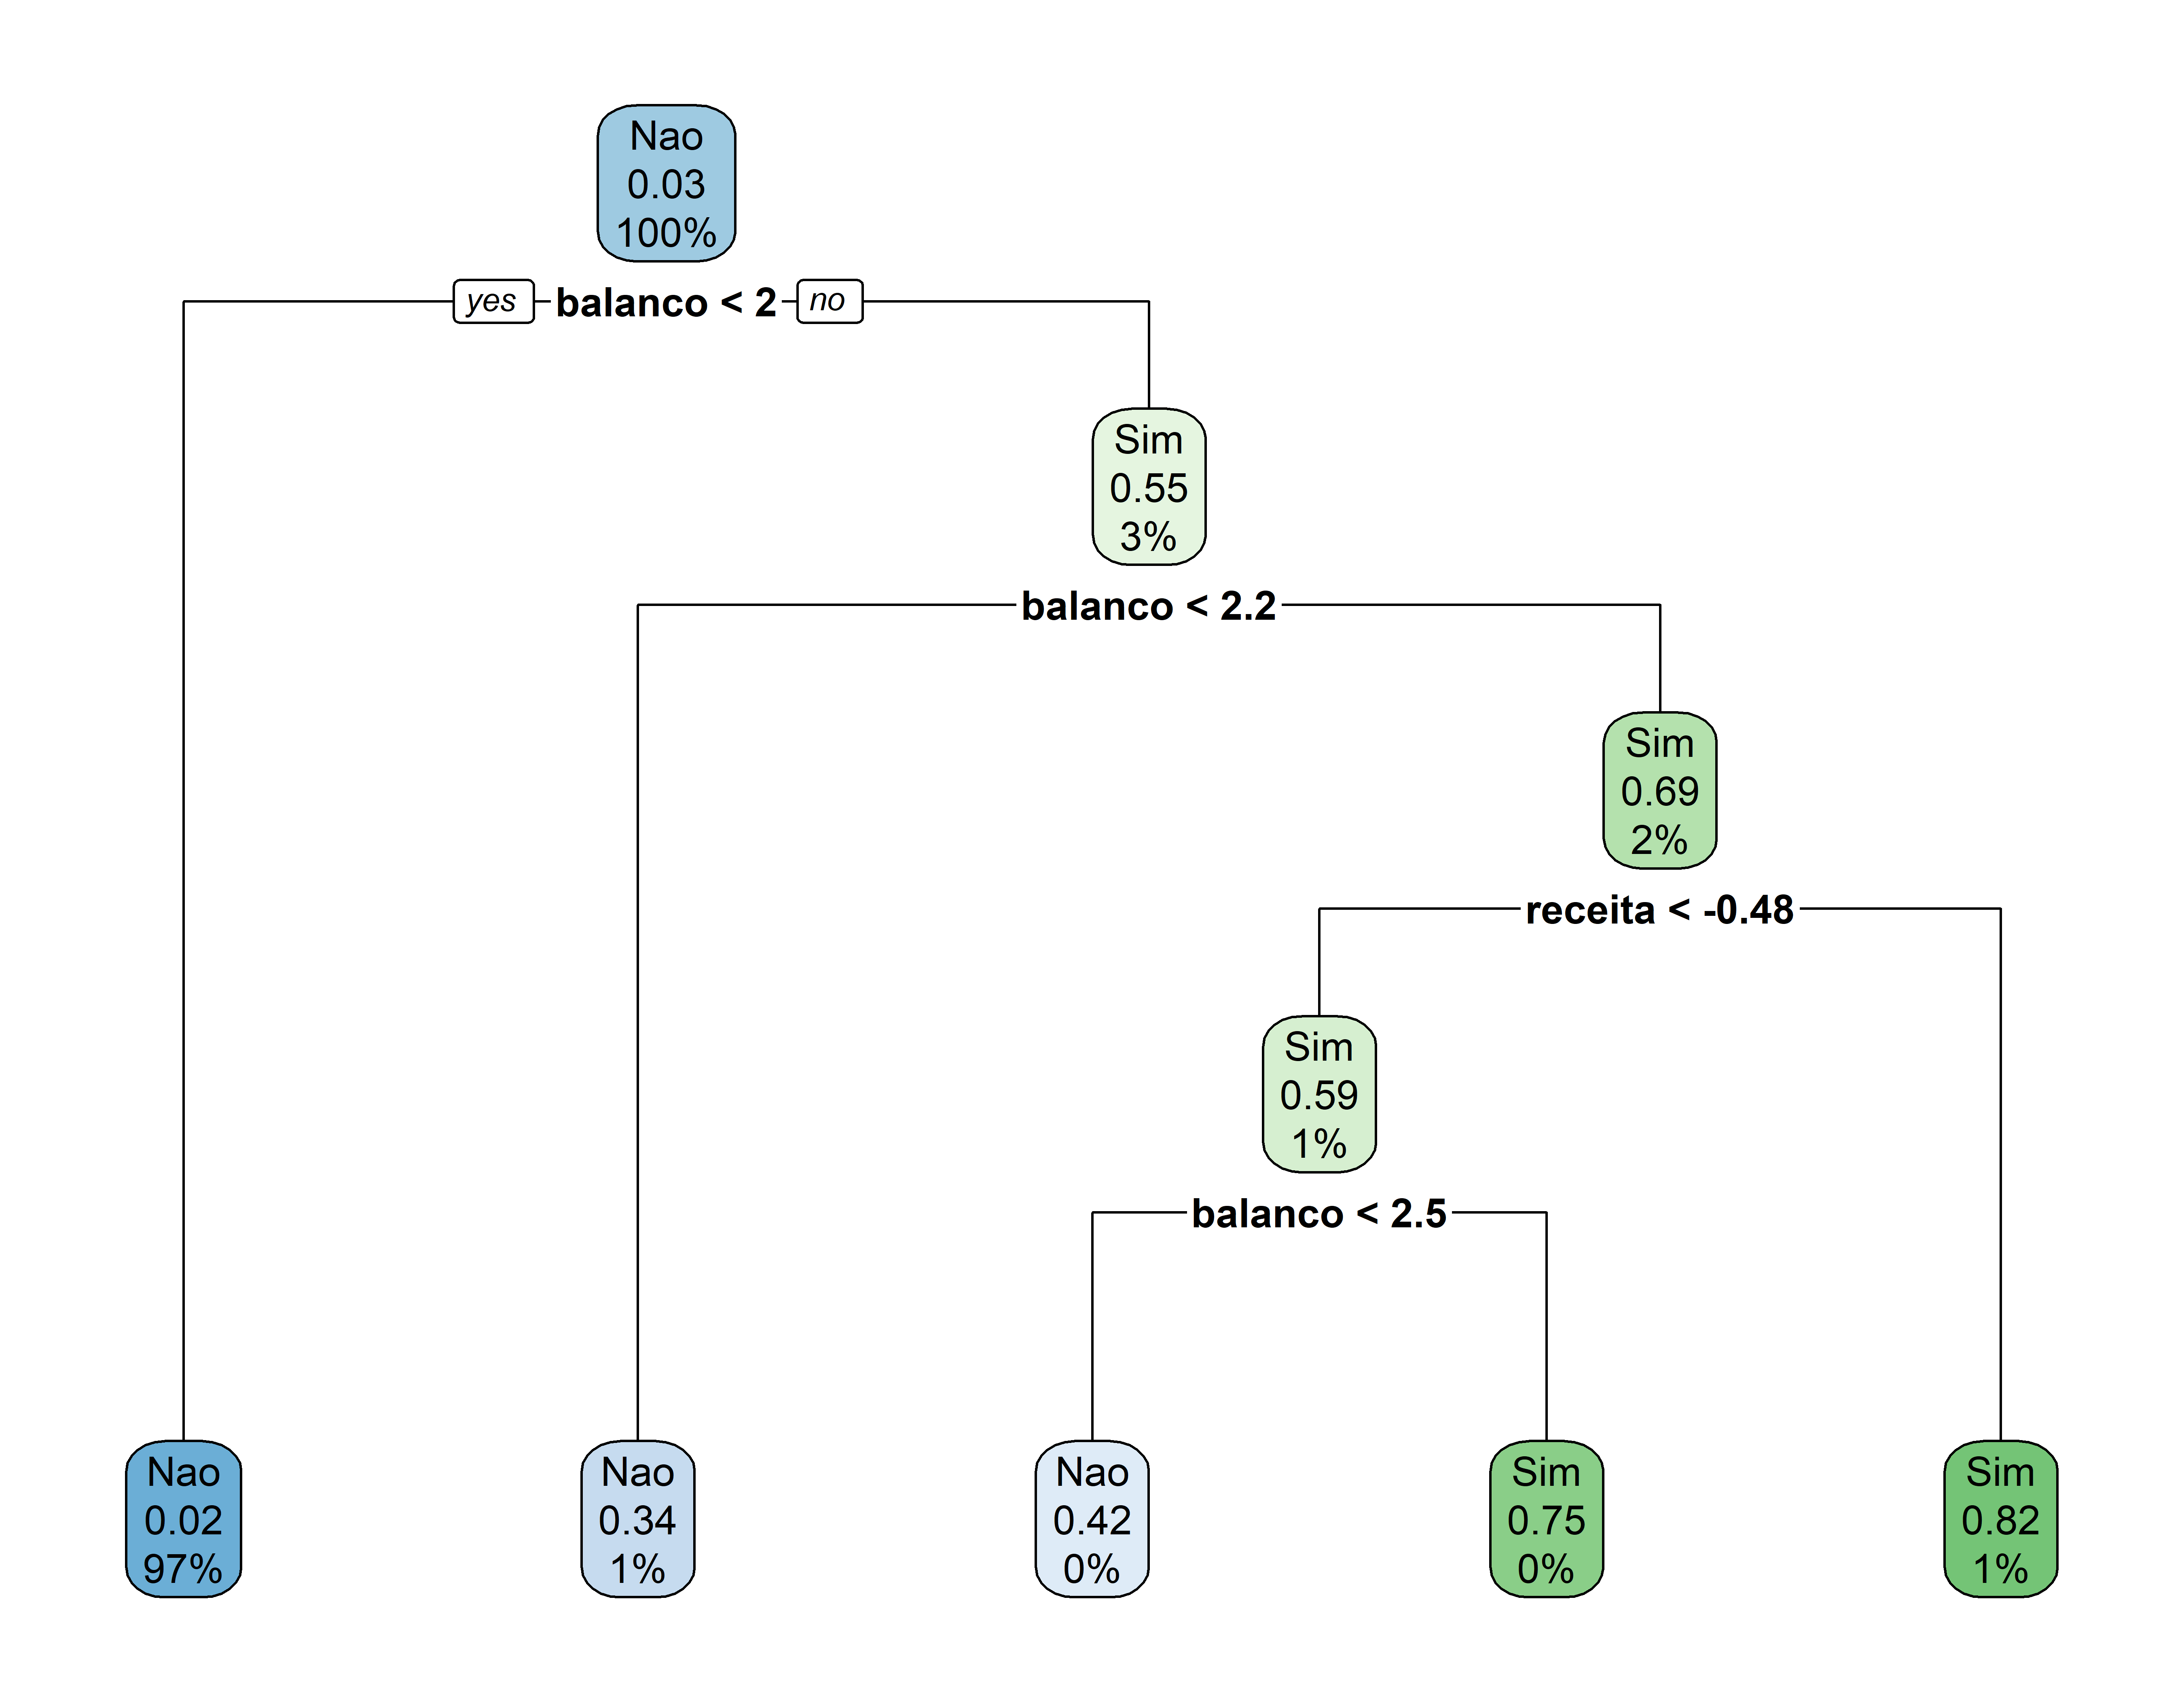 Nao
0.03
100%
yes balanco < 2 no
Sim
0.55
3%
balanco < 2.2
Sim
0.69
2%
receita < -0.48
Sim
0.59
1%
balanco < 2.5
Nao
0.02
97%
Nao
0.34
1%
Nao
0.42
0%
Sim
0.75
0%
Sim
0.82
1%